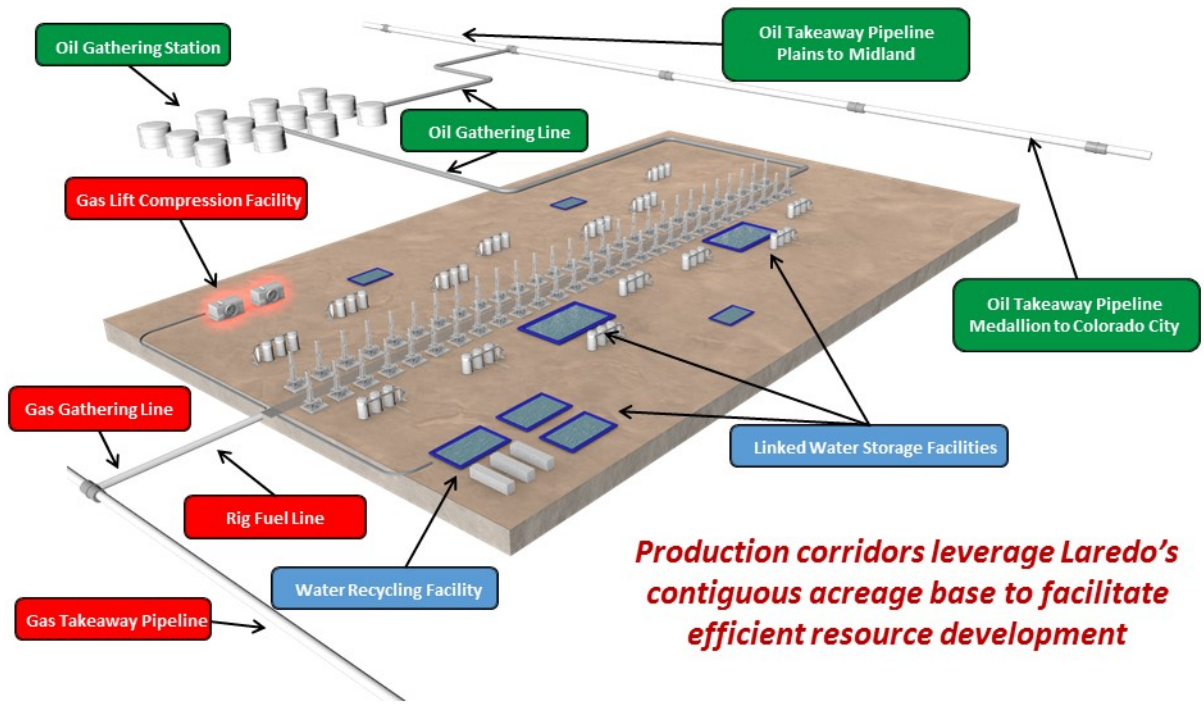 Oil Gathering Station
Oil Takeaway Pipeline
Plains to Midland
Oil Gathering Line
Gas Lift Compression Facility
Oil Takeaway Pipeline
Medallion to Colorado City
Gas Gathering Line
Linked Water Storage Facilities
Rig Fuel Line
Water Recycling Facility
Gas Takeaway Pipeline
Production corridors leverage Laredo’s
contiguous acreage base to facilitate
efficient resource development